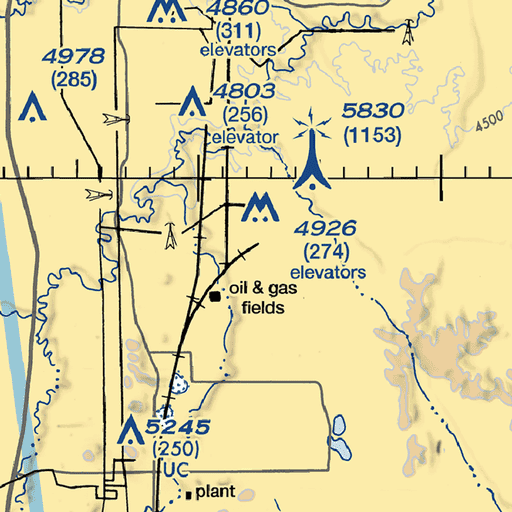 4860
(311)
elevators
4978
(285)
4803
(256)
elevator
5830
(1153)
4500
4926
(274)
elevators
oil & gas
fields
5245
(250)
UC
plant